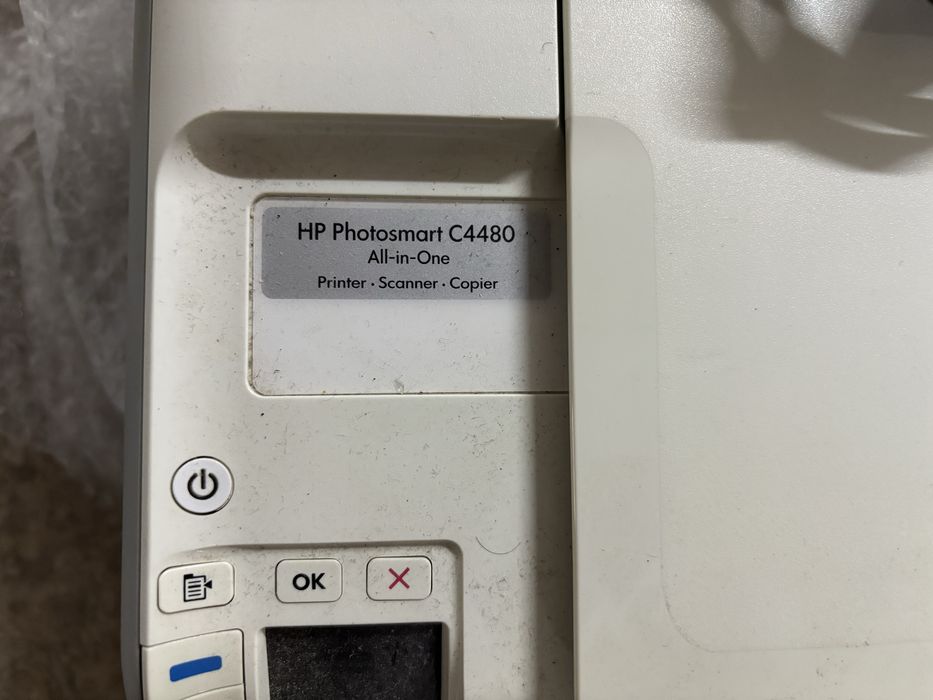 HP Photosmart C4480
All-in-One
Printer · Scanner · Copier
OK